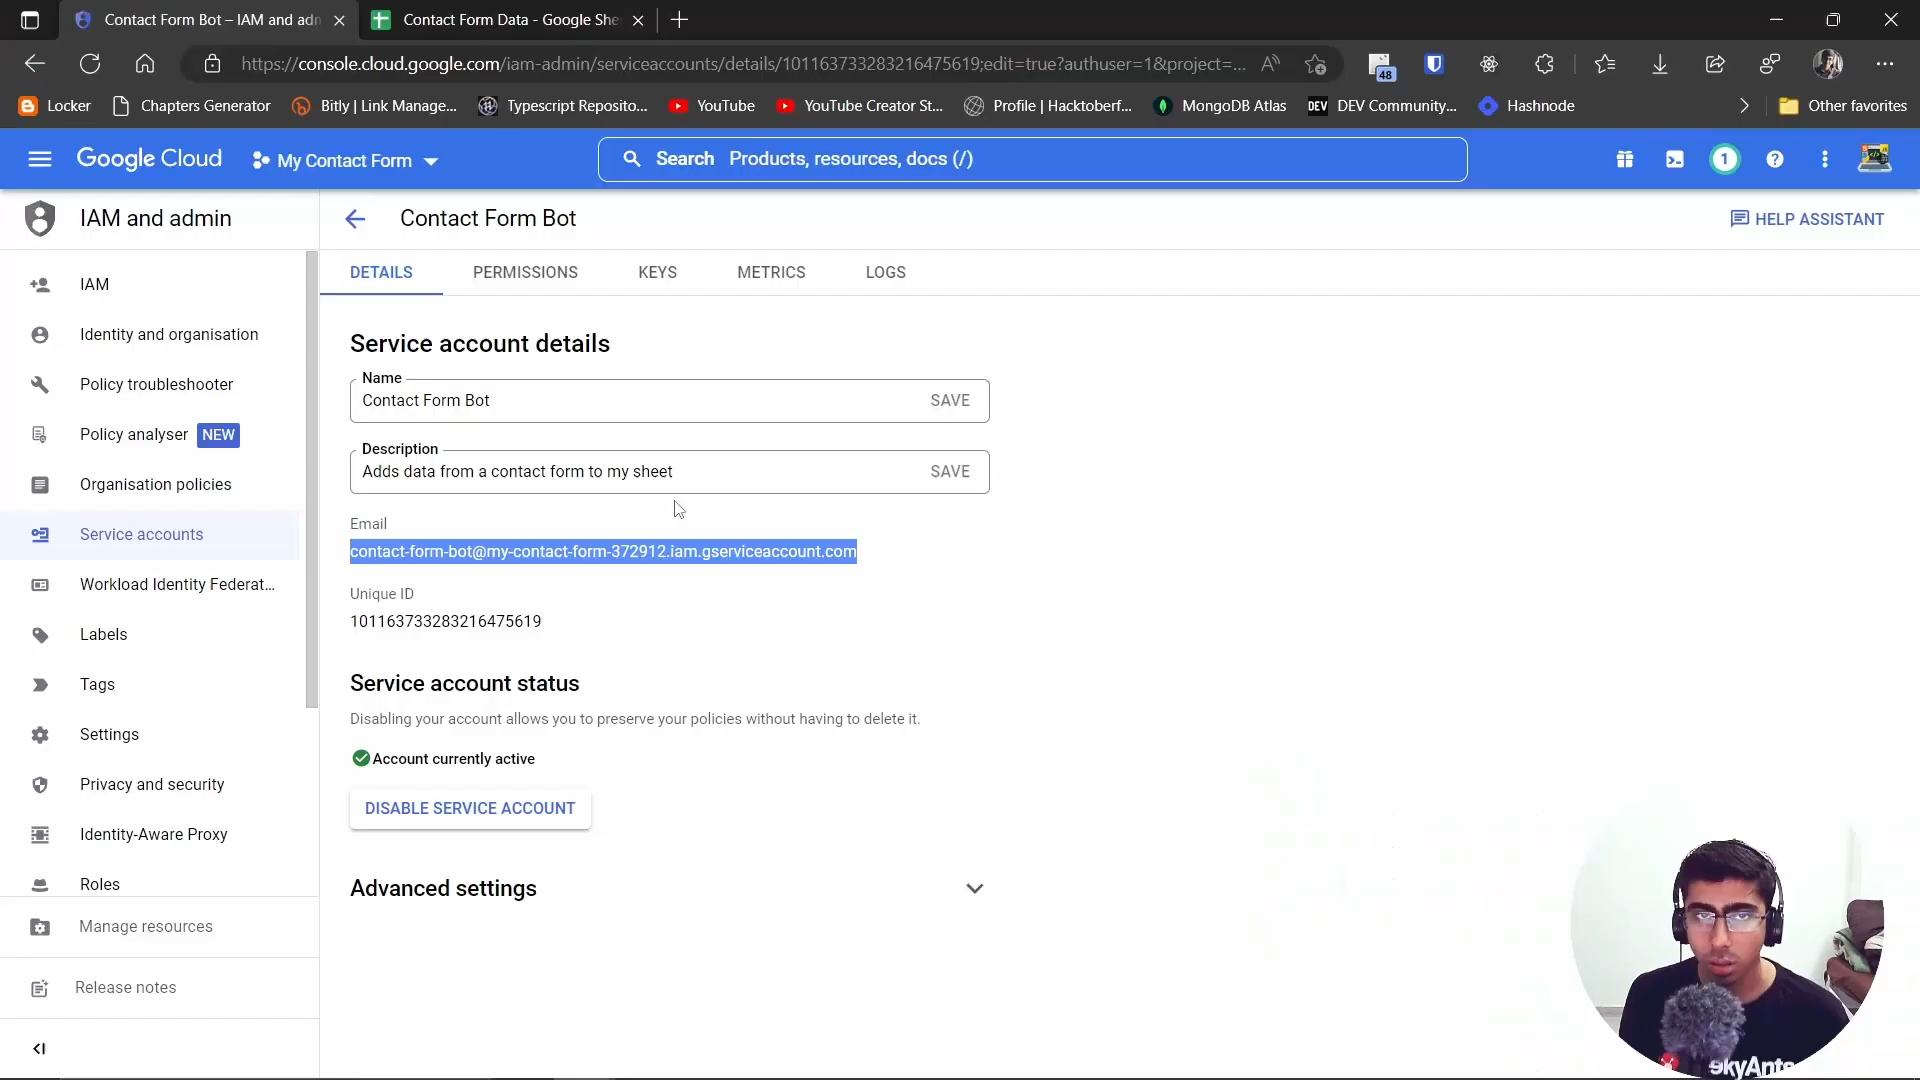 Contact Form Bot – IAM and adn
Contact Form Data - Google She
https://console.cloud.google.com/iam-admin/serviceaccounts/details/101163733283216475619;edit=true?authuser=1&project=...
48
Locker
Chapters Generator
Bitly | Link Manage...
Typescript Reposito...
YouTube
YouTube Creator St...
Profile | Hacktoberf...
MongoDB Atlas
DEV
DEV Community...
Hashnode
Other favorites
Google Cloud
My Contact Form
Search Products, resources, docs (/)
1
IAM and admin
Contact Form Bot
HELP ASSISTANT
DETAILS
PERMISSIONS
KEYS
METRICS
LOGS
IAM
Identity and organisation
Policy troubleshooter
Policy analyser NEW
Organisation policies
Service accounts
Workload Identity Federat...
Labels
Tags
Settings
Privacy and security
Identity-Aware Proxy
Roles
Manage resources
Release notes
Service account details
Name
Contact Form Bot
SAVE
Description
Adds data from a contact form to my sheet
SAVE
Email
contact-form-bot@my-contact-form-372912.iam.gserviceaccount.com
Unique ID
101163733283216475619
Service account status
Disabling your account allows you to preserve your policies without having to delete it.
Account currently active
DISABLE SERVICE ACCOUNT
Advanced settings